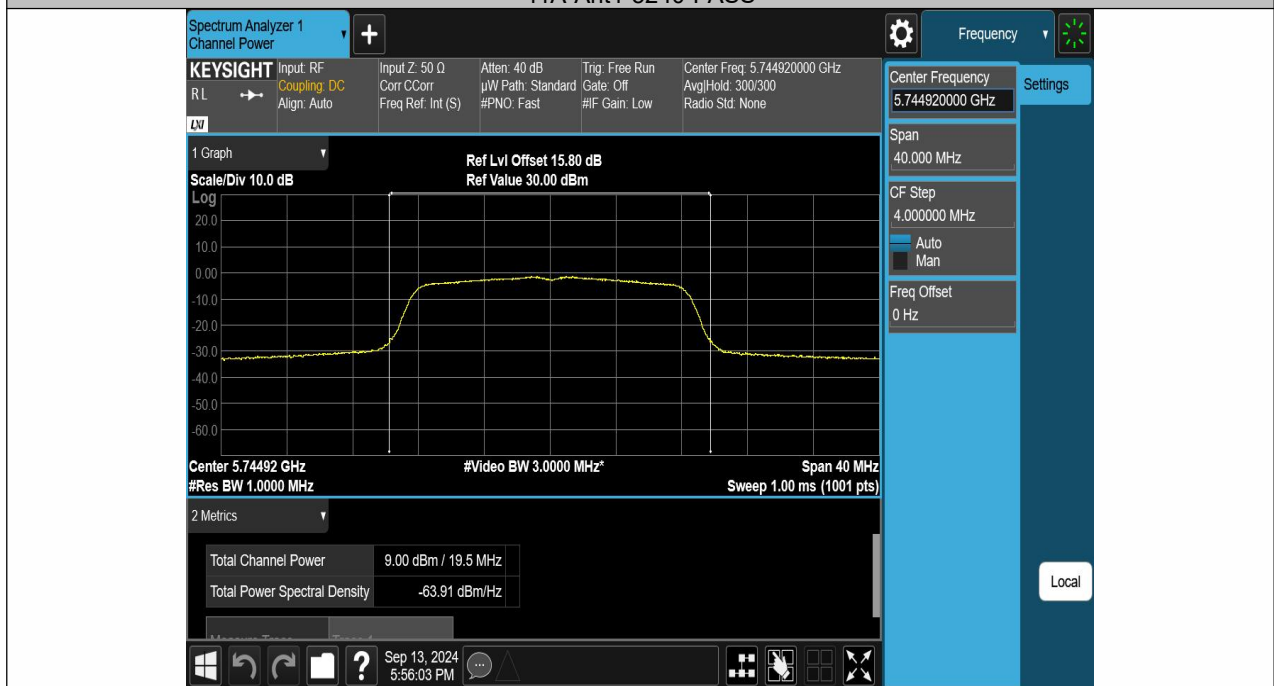 Spectrum Analyzer 1
Channel Power
Frequency
KEYSIGHT
RL
LXI
Input: RF
Coupling: DC
Align: Auto
Input Z: 50 Ω
Corr CCorr
Freq Ref: Int (S)
Atten: 40 dB
µW Path: Standard
#PNO: Fast
Trig: Free Run
Gate: Off
#IF Gain: Low
Center Freq: 5.744920000 GHz
Avg|Hold: 300/300
Radio Std: None
Center Frequency
5.744920000 GHz
Settings
Span
40.000 MHz
CF Step
4.000000 MHz
Auto
Man
Freq Offset
0 Hz
1 Graph
Scale/Div 10.0 dB
Ref Lvl Offset 15.80 dB
Ref Value 30.00 dBm
Log
20.0
10.0
0.00
-10.0
-20.0
-30.0
-40.0
-50.0
-60.0
Center 5.74492 GHz
#Video BW 3.0000 MHz*
Span 40 MHz
#Res BW 1.0000 MHz
Sweep 1.00 ms (1001 pts)
2 Metrics
Total Channel Power
9.00 dBm / 19.5 MHz
Total Power Spectral Density
-63.91 dBm/Hz
Local
?
Sep 13, 2024
5:56:03 PM